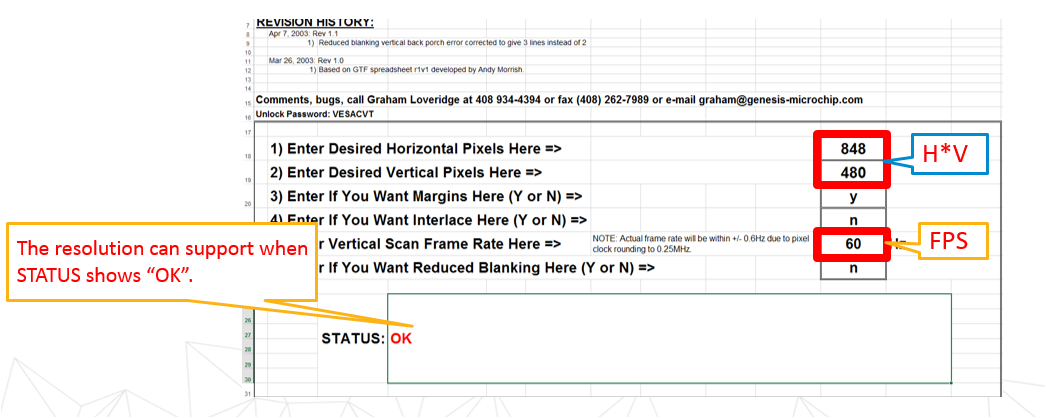 7 REVISION HISTORY:
8 Apr 7, 2003: Rev 1.1
9 1) Reduced blanking vertical back porch error corrected to give 3 lines instead of 2
10
11 Mar 26, 2003: Rev 1.0
12 1) Based on GTF spreadsheet r1v1 developed by Andy Morrish.
13
14
15 Comments, bugs, call Graham Loveridge at 408 934-4394 or fax (408) 262-7989 or e-mail graham@genesis-microchip.com
16 Unlock Password: VESACVT
17
18 1) Enter Desired Horizontal Pixels Here => 848
H*V
19 2) Enter Desired Vertical Pixels Here => 480
20 3) Enter If You Want Margins Here (Y or N) => y
4) Enter If You Want Interlace Here (Y or N) => n
The resolution can support when
STATUS shows “OK”.
r Vertical Scan Frame Rate Here => NOTE: Actual frame rate will be within +/- 0.6Hz due to pixel
clock rounding to 0.25MHz.
60
FPS
r If You Want Reduced Blanking Here (Y or N) => n
26
27 STATUS: OK
28
29
30
31